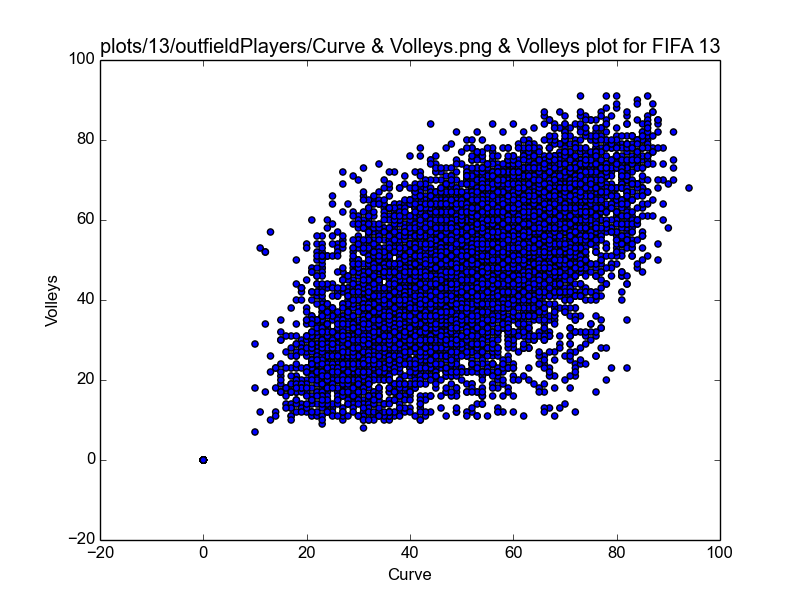 plots/13/outfieldPlayers/Curve & Volleys.png & Volleys plot for FIFA 13
100
80
60
40
20
0
−20
Volleys
−20 0 20 40 60 80 100
Curve